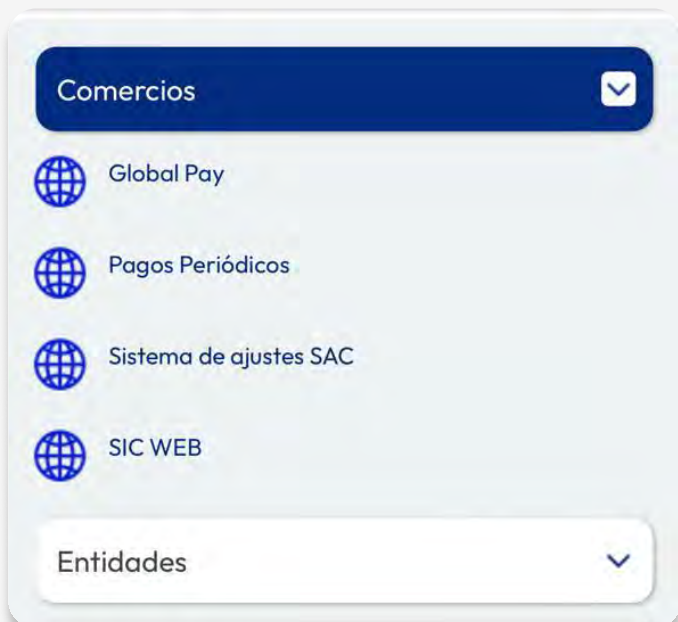 Comercios
Global Pay
Pagos Periódicos
Sistema de ajustes SAC
SIC WEB
Entidades